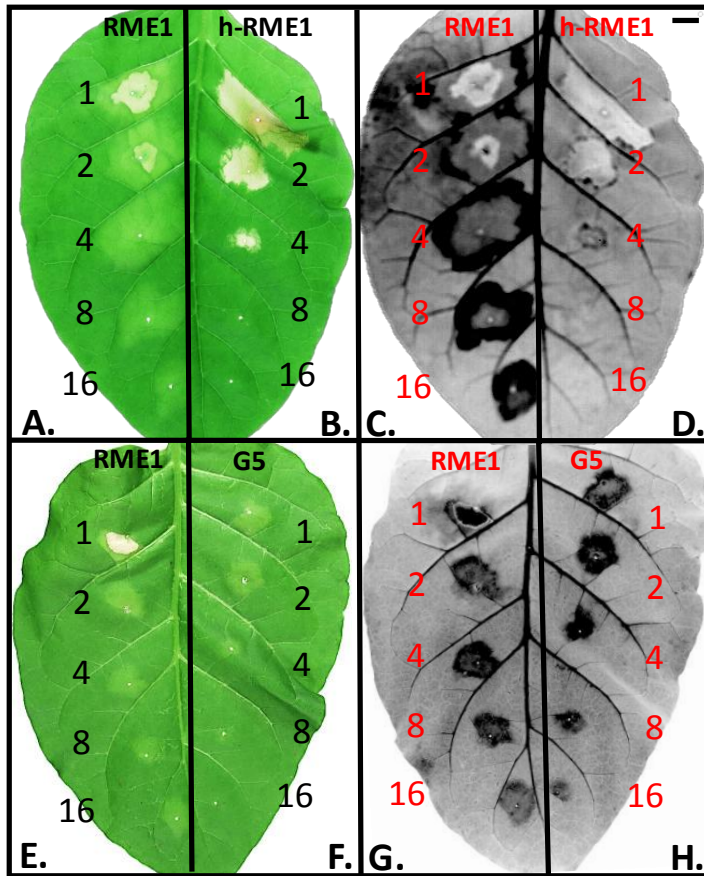 RME1 h-RME1
1 1
2 2
4 4
8 8
16 16
A. B.
RME1 h-RME1
1 1
2 2
4 4
8 8
16 16
C. D.
RME1 G5
1 1
2 2
4 4
8 8
16 16
E. F.
RME1 G5
1 1
2 2
4 4
8 8
16 16
G. H.